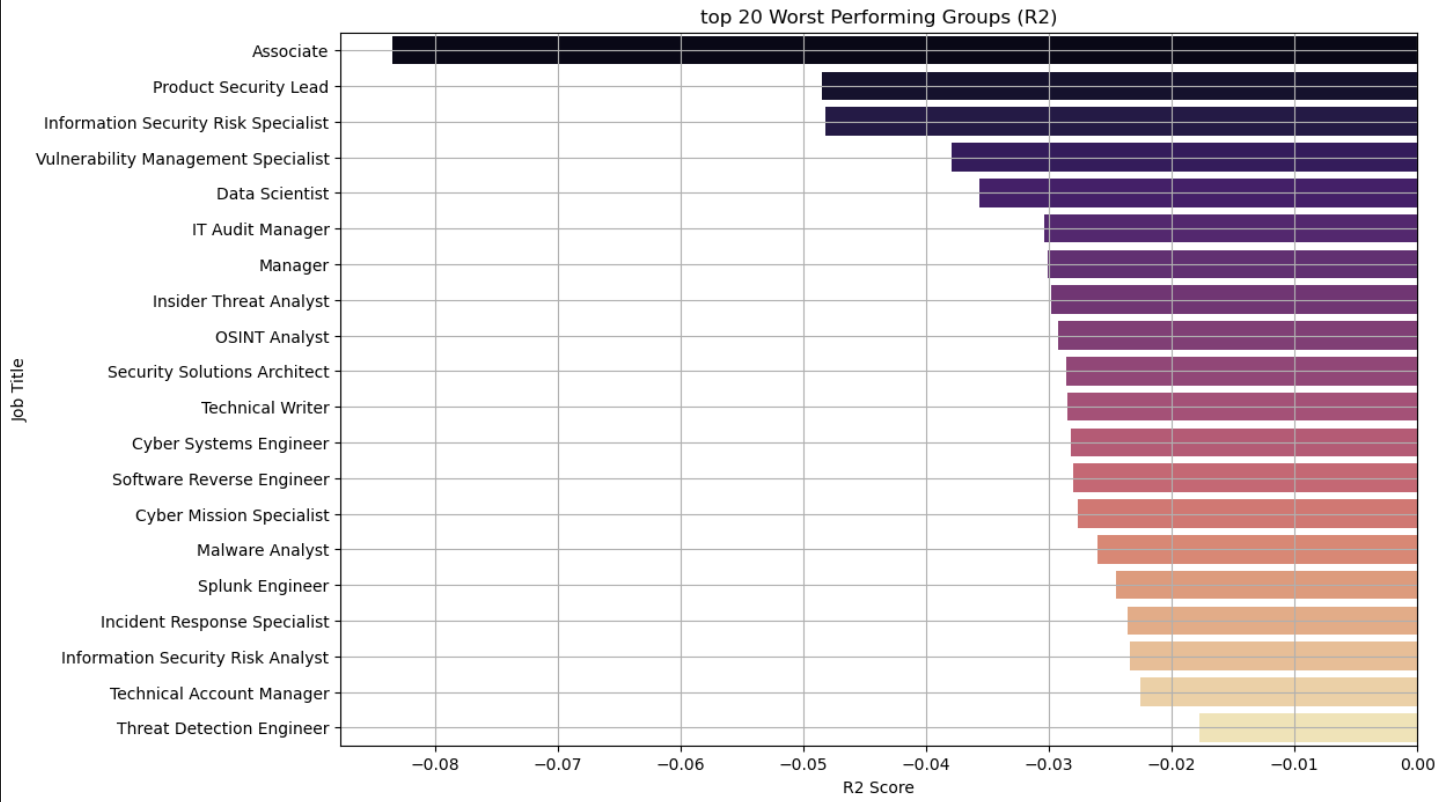 top 20 Worst Performing Groups (R2)
Associate
Product Security Lead
Information Security Risk Specialist
Vulnerability Management Specialist
Data Scientist
IT Audit Manager
Manager
Insider Threat Analyst
OSINT Analyst
Security Solutions Architect
Technical Writer
Cyber Systems Engineer
Software Reverse Engineer
Cyber Mission Specialist
Malware Analyst
Splunk Engineer
Incident Response Specialist
Information Security Risk Analyst
Technical Account Manager
Threat Detection Engineer
Job Title
−0.08 −0.07 −0.06 −0.05 −0.04 −0.03 −0.02 −0.01 0.00
R2 Score